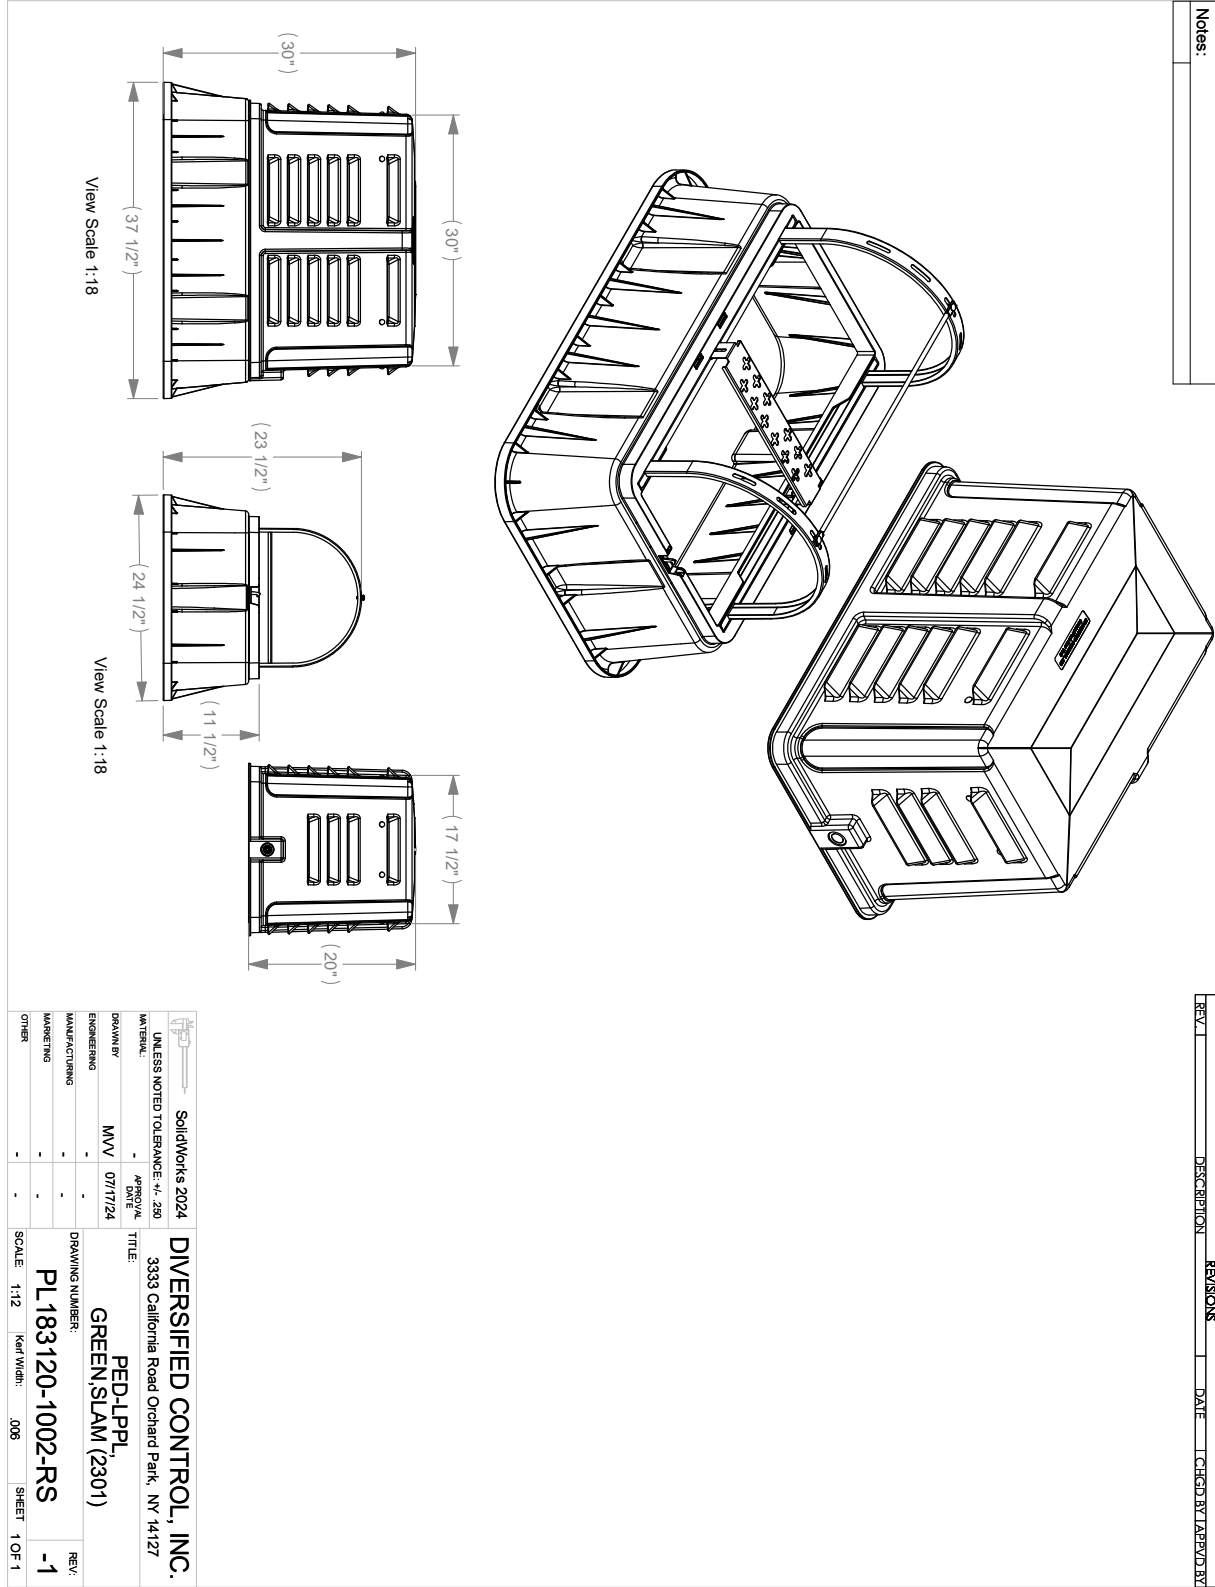 Notes:
REVISIONS
REV. DESCRIPTION DATE CHGD BY APPVD BY
(30")
(30")
(37 1/2")
View Scale 1:18
(23 1/2")
(24 1/2")
(11 1/2")
View Scale 1:18
(17 1/2")
(20")
SolidWorks 2024
UNLESS NOTED TOLERANCE: +/- .250
MATERIAL: - APPROVAL DATE
DRAWN BY MVV 07/17/24
ENGINEERING - -
MANUFACTURING - -
MARKETING - -
OTHER - -
DIVERSIFIED CONTROL, INC.
3333 California Road Orchard Park, NY 14127
TITLE:
PED-LPPL,
GREEN,SLAM (2301)
DRAWING NUMBER: REV:
PL183120-1002-RS -1
SCALE: 1:12 Kerf Width: .006 SHEET 1 OF 1